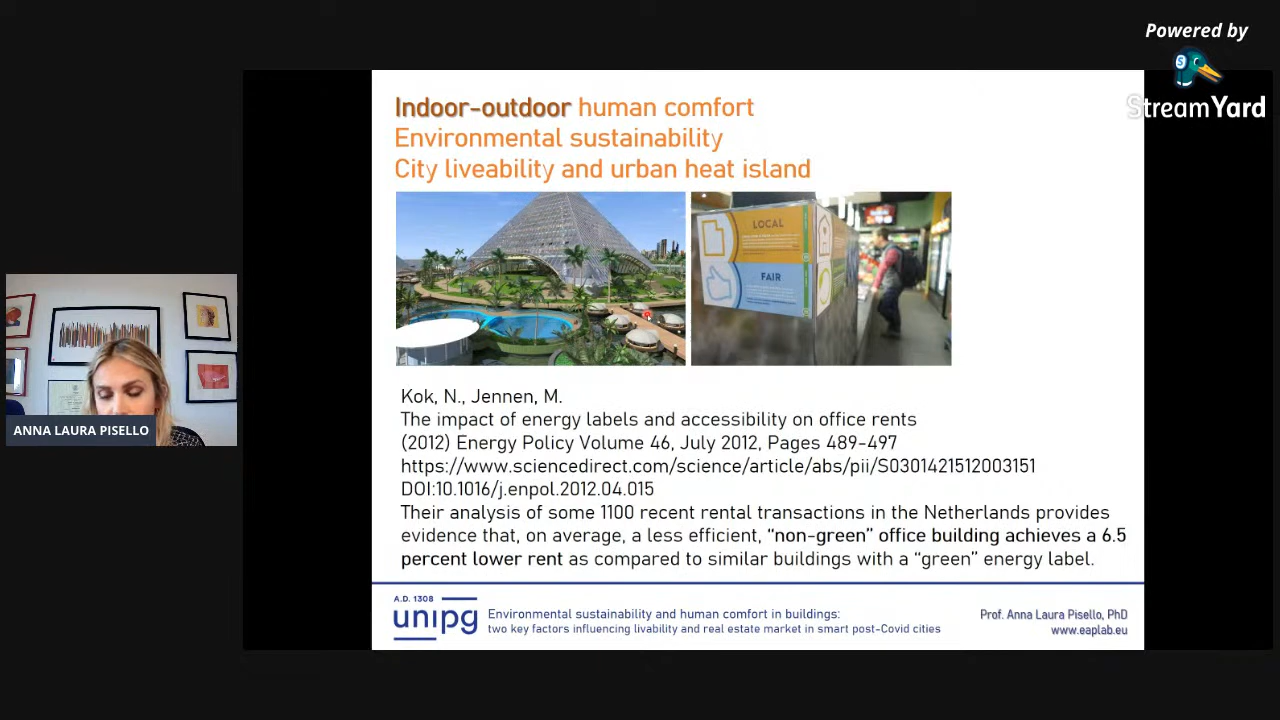 Powered by
StreamYard
Indoor-outdoor human comfort
Environmental sustainability
City liveability and urban heat island
LOCAL
FAIR
Kok, N., Jennen, M.
The impact of energy labels and accessibility on office rents
(2012) Energy Policy Volume 46, July 2012, Pages 489-497
https://www.sciencedirect.com/science/article/abs/pii/S0301421512003151
DOI:10.1016/j.enpol.2012.04.015
Their analysis of some 1100 recent rental transactions in the Netherlands provides
evidence that, on average, a less efficient, “non-green” office building achieves a 6.5
percent lower rent as compared to similar buildings with a “green” energy label.
ANNA LAURA PISELLO
A.D. 1308
unipg
Environmental sustainability and human comfort in buildings:
two key factors influencing livability and real estate market in smart post-Covid cities
Prof. Anna Laura Pisello, PhD
www.eaplab.eu